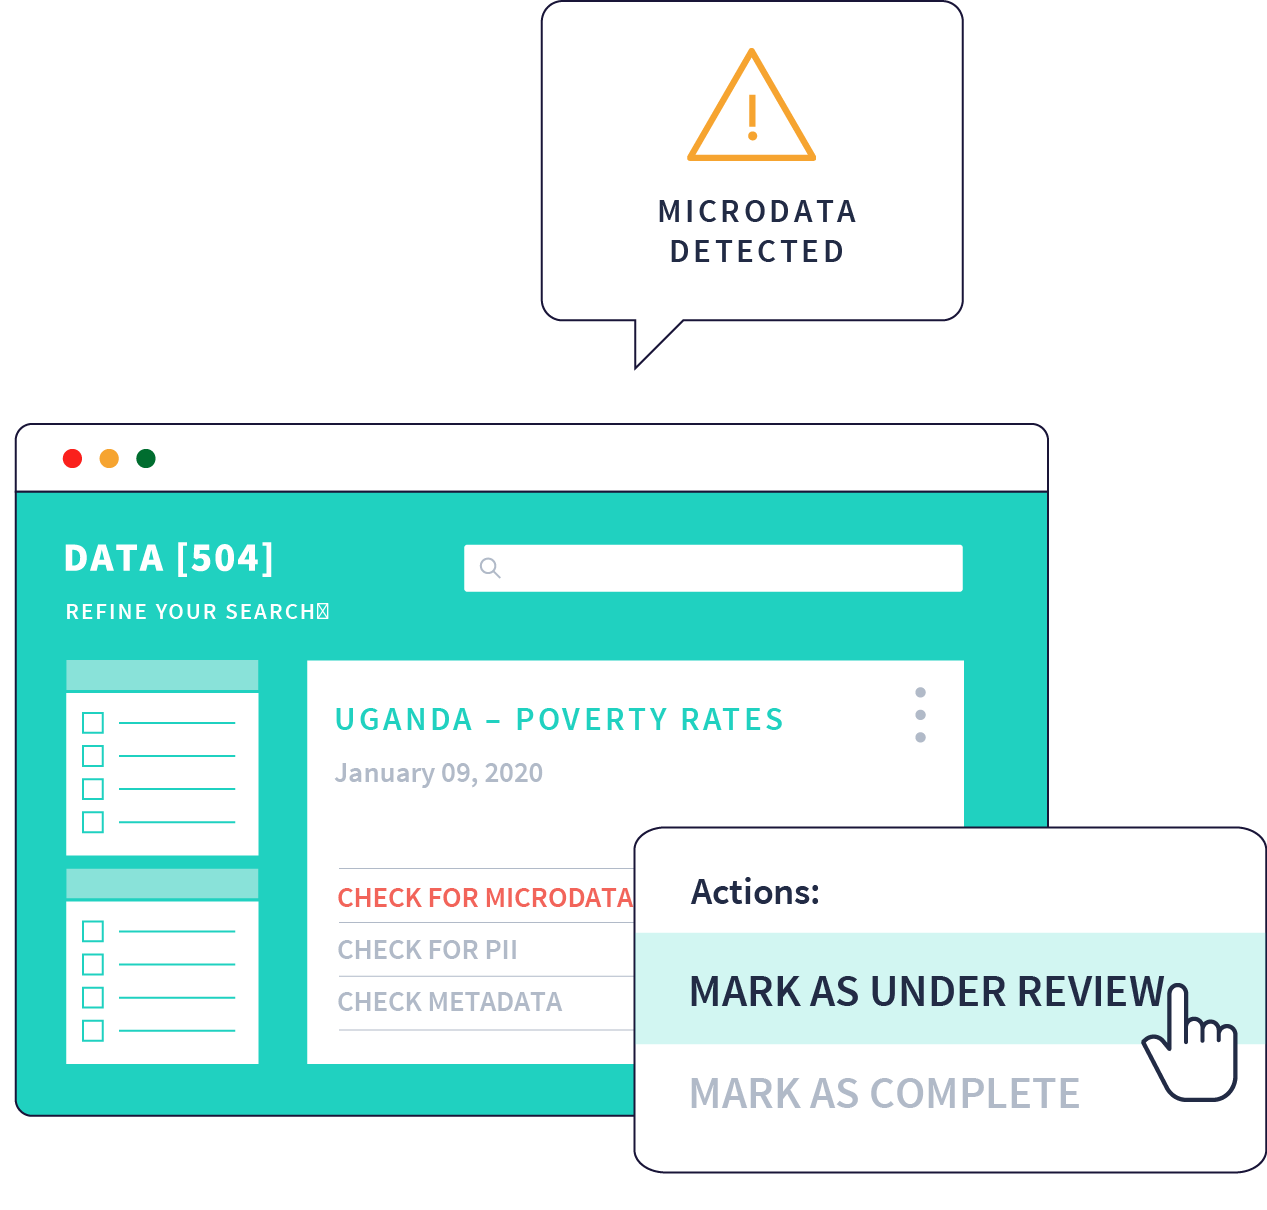 MICRODATA
DETECTED
DATA [504]
REFINE YOUR SEARCH
UGANDA – POVERTY RATES
January 09, 2020
CHECK FOR MICRODATA
CHECK FOR PII
CHECK METADATA
Actions:
MARK AS UNDER REVIEW
MARK AS COMPLETE